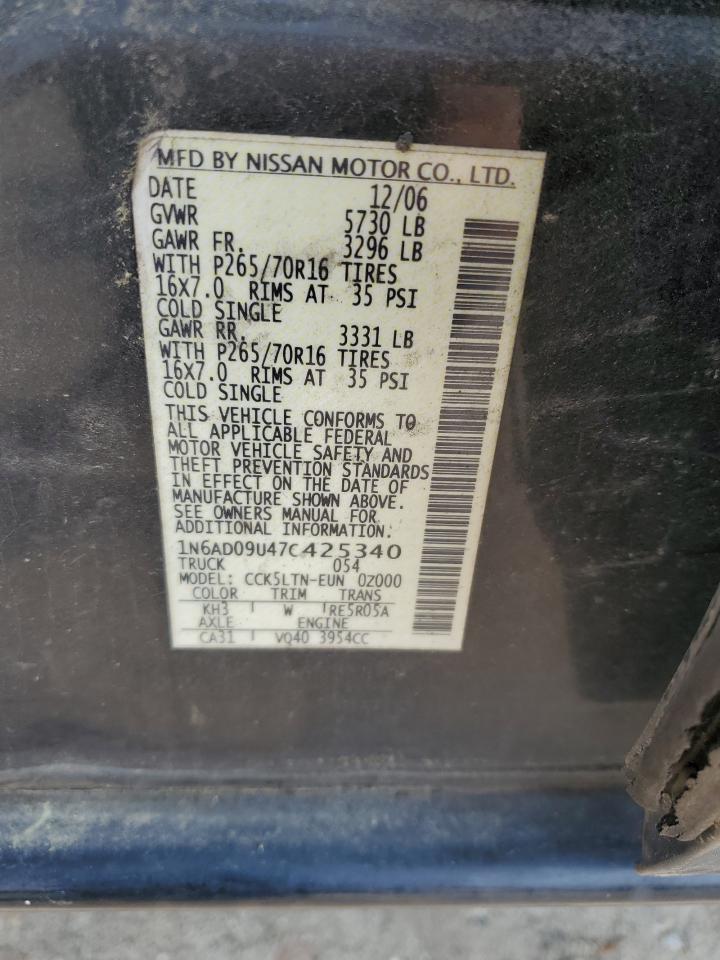 MFD BY NISSAN MOTOR CO., LTD.
DATE 12/06
GVWR 5730 LB
GAWR FR. 3296 LB
WITH P265/70R16 TIRES
16X7.0 RIMS AT 35 PSI
COLD SINGLE
GAWR RR. 3331 LB
WITH P265/70R16 TIRES
16X7.0 RIMS AT 35 PSI
COLD SINGLE
THIS VEHICLE CONFORMS TO
ALL APPLICABLE FEDERAL
MOTOR VEHICLE SAFETY AND
THEFT PREVENTION STANDARDS
IN EFFECT ON THE DATE OF
MANUFACTURE SHOWN ABOVE.
SEE OWNERS MANUAL FOR
ADDITIONAL INFORMATION.
1N6AD09U47C425340
TRUCK 054
MODEL: CCK5LTN-EUN 0Z000
COLOR TRIM TRANS
KH3 W RE5R05A
AXLE ENGINE
CA31 VQ40 3954CC